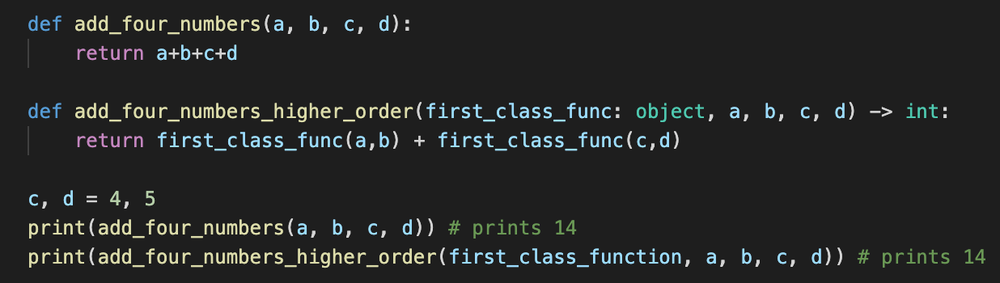 def add_four_numbers(a, b, c, d):
    return a+b+c+d

def add_four_numbers_higher_order(first_class_func: object, a, b, c, d) -> int:
    return first_class_func(a,b) + first_class_func(c,d)

c, d = 4, 5
print(add_four_numbers(a, b, c, d)) # prints 14
print(add_four_numbers_higher_order(first_class_function, a, b, c, d)) # prints 14